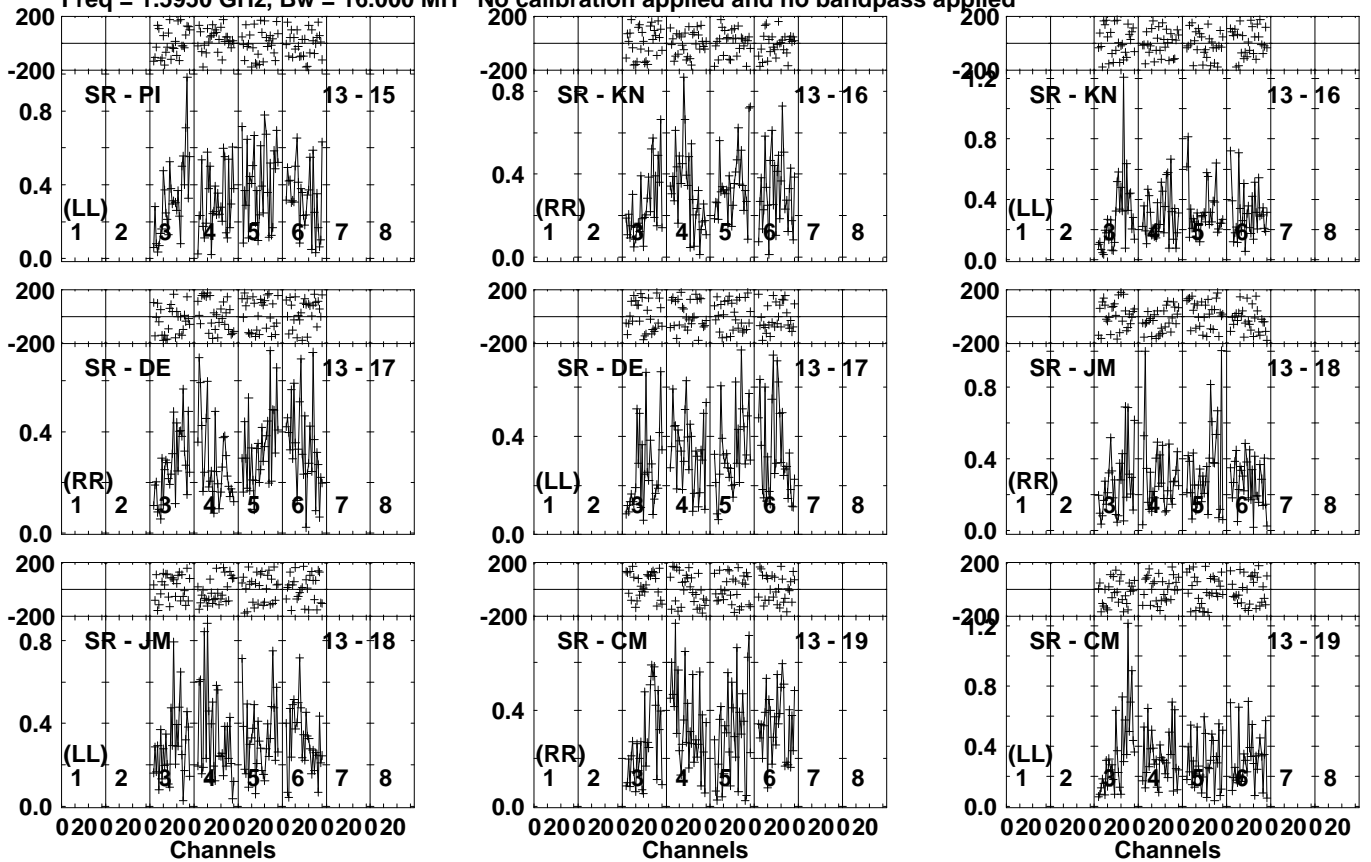 Freq = 1.5950 GHz, Bw = 16.000 MH No calibration applied and no bandpass applied
200 200 200
-200 -200 -200
SR - PI 13 - 15 SR - KN 13 - 16 1.2 SR - KN 13 - 16
0.8 0.8 0.8
0.4 0.4 0.4
(LL) (RR) (LL)
1 2 3 4 5 6 7 8 1 2 3 4 5 6 7 8 1 2 3 4 5 6 7 8
0.0 0.0 0.0
200 200 200
-200 -200 -200
SR - DE 13 - 17 SR - DE 13 - 17 SR - JM 13 - 18
0.8
0.4 0.4 0.4
(RR) (LL) (RR)
1 2 3 4 5 6 7 8 1 2 3 4 5 6 7 8 1 2 3 4 5 6 7 8
0.0 0.0 0.0
200 200 200
-200 -200 -200
0.8 SR - JM 13 - 18 SR - CM 13 - 19 1.2 SR - CM 13 - 19
0.8
0.4 0.4 0.4
(LL) (RR) (LL)
1 2 3 4 5 6 7 8 1 2 3 4 5 6 7 8 1 2 3 4 5 6 7 8
0.0 0.0 0.0
0 20 0 20 0 20 0 20 0 20 0 20 0 20 0 20 0 20 0 20 0 20 0 20 0 20 0 20 0 20 0 20 0 20 0 20 0 20 0 20 0 20 0 20 0 20 0 20
Channels Channels Channels